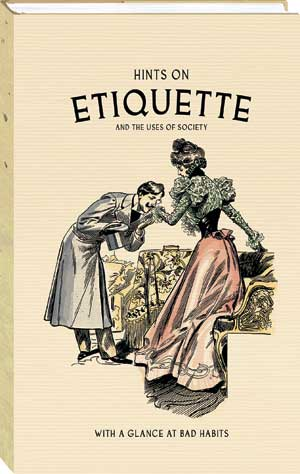 HINTS ON
ETIQUETTE
AND THE USES OF SOCIETY
WITH A GLANCE AT BAD HABITS